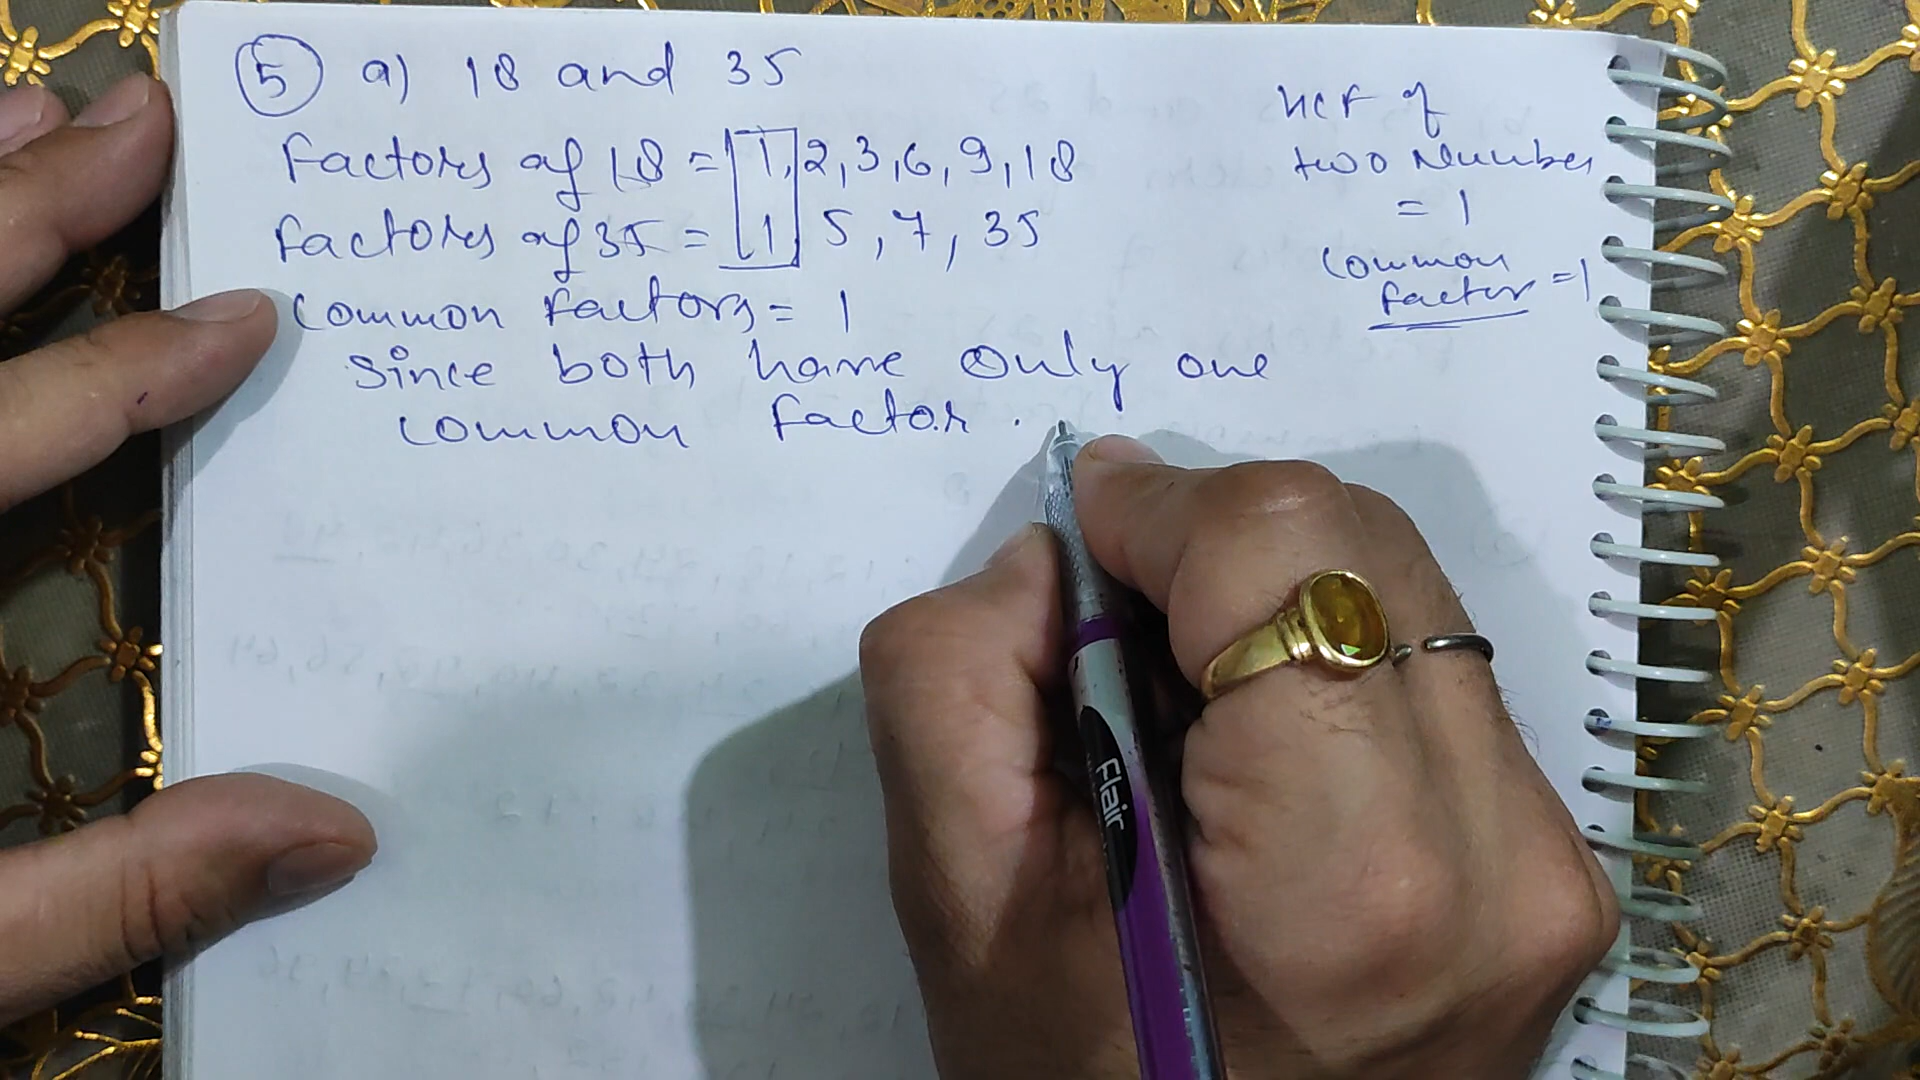 5 a) 18 and 35
Factors of 18 = 1, 2, 3, 6, 9, 18
Factors of 35 = 1, 5, 7, 35
Common Factors = 1
Since both have only one
common factor.
HCF of
two Number
= 1
Common
factor = 1
Flair